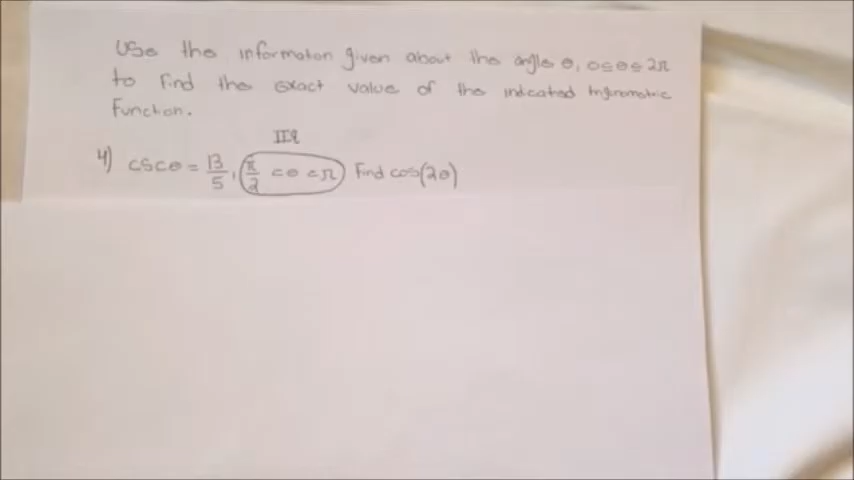 Use the information given about the angle θ, 0≤θ≤2π
to find the exact value of the indicated trigonometric
function.
IIq
4) cscθ = 13/5, π/2 <θ <π Find cos(2θ)